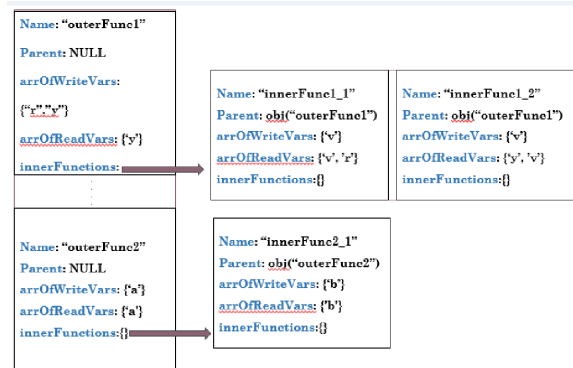 Name: “outerFunc1”
Parent: NULL
arrOfWriteVars:
{“r”,”y”}
arrOfReadVars: {‘y’}
innerFunctions:
Name: “innerFunc1_1”
Parent: obj(“outerFunc1”)
arrOfWriteVars: {‘v’}
arrOfReadVars: {‘v’, ’r’}
innerFunctions:{}
Name: “innerFunc1_2”
Parent: obj(“outerFunc1”)
arrOfWriteVars: {‘v’}
arrOfReadVars: {‘y’, ’v’}
innerFunctions:{}
Name: “outerFunc2”
Parent: NULL
arrOfWriteVars: {‘a’}
arrOfReadVars: {‘a’}
innerFunctions:{}
Name: “innerFunc2_1”
Parent: obj(“outerFunc2”)
arrOfWriteVars: {‘b’}
arrOfReadVars: {‘b’}
innerFunctions:{}